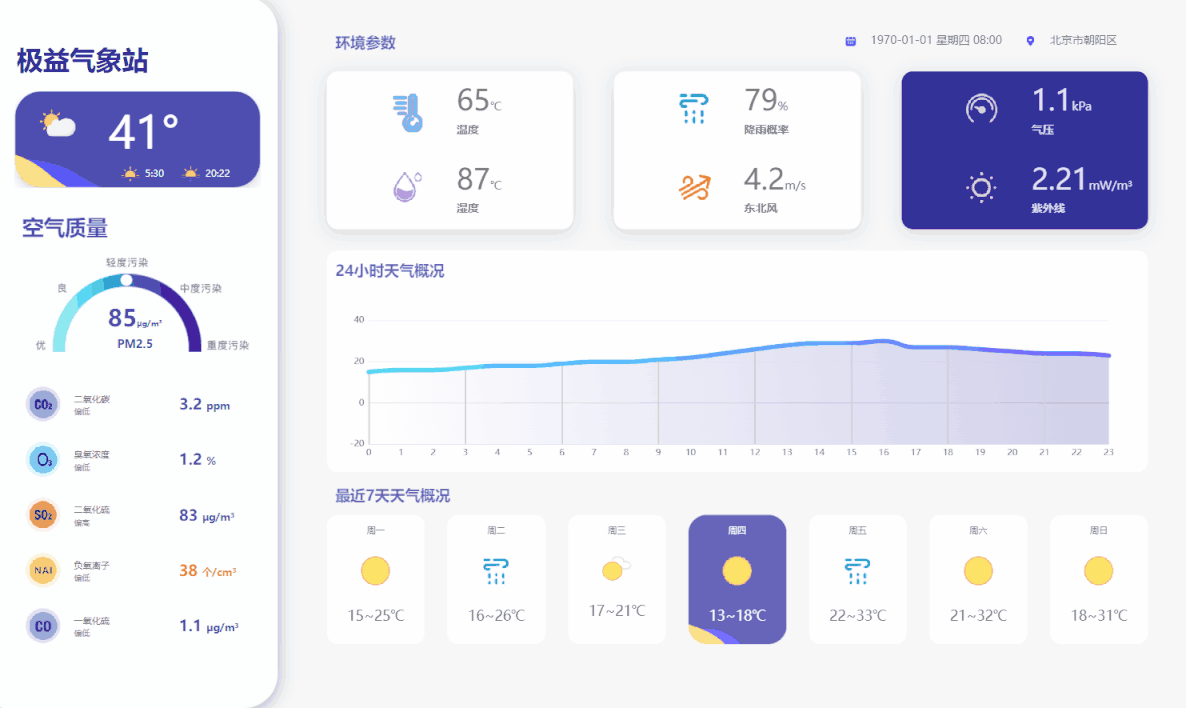 极益气象站
41°
5:30
20:22
空气质量
轻度污染
良
中度污染
优
重度污染
85μg/m³
PM2.5
CO₂
二氧化碳
偏低
3.2 ppm
O₃
臭氧浓度
偏低
1.2 %
SO₂
二氧化硫
偏高
83 μg/m³
NAI
负氧离子
偏低
38 个/cm³
CO
一氧化硫
偏低
1.1 μg/m³
环境参数
1970-01-01 星期四 08:00
北京市朝阳区
65℃
温度
87℃
湿度
79%
降雨概率
4.2m/s
东北风
1.1kPa
气压
2.21mW/m³
紫外线
24小时天气概况
40
20
0
-20
0 1 2 3 4 5 6 7 8 9 10 11 12 13 14 15 16 17 18 19 20 21 22 23
最近7天天气概况
周一
15~25℃
周二
16~26℃
周三
17~21℃
周四
13~18℃
周五
22~33℃
周六
21~32℃
周日
18~31℃